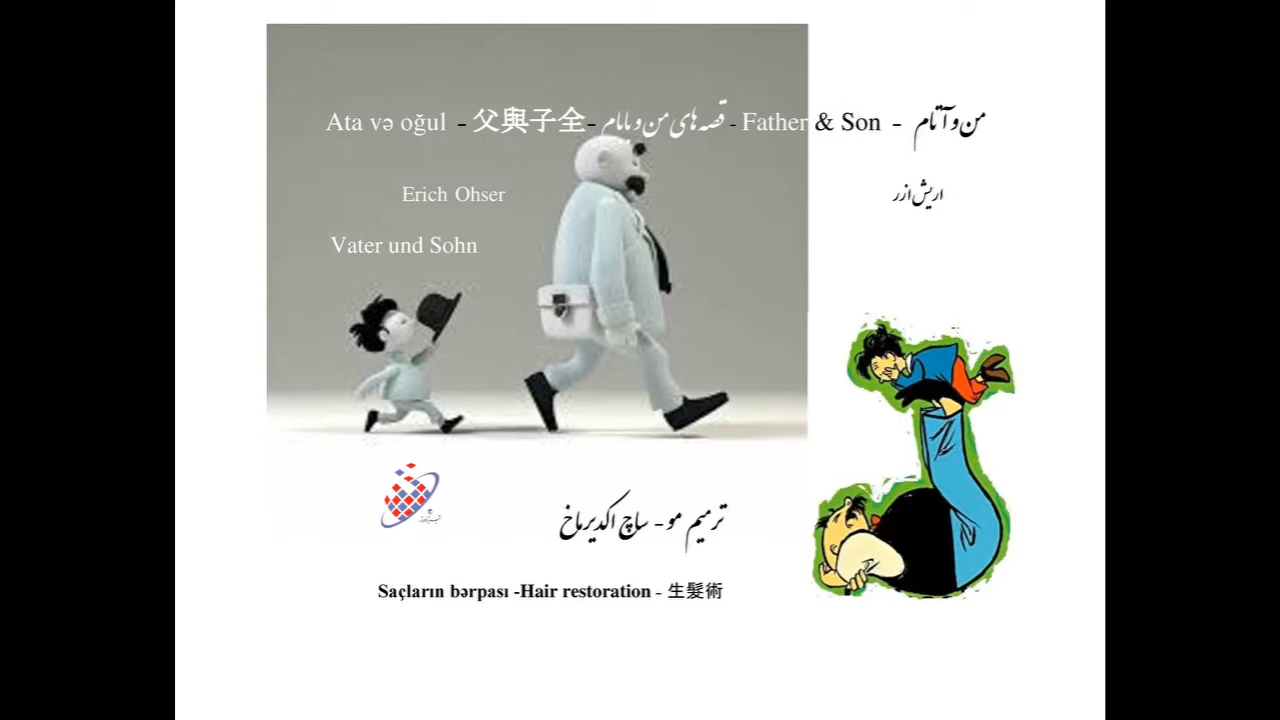 Ata və oğul - 父與子全 - قصه های من و بابام - Father & Son - من و آتام
Erich Ohser
اریش ازر
Vater und Sohn
ترمیم مو - ساچ اکدیرماخ
Saçların bərpası -Hair restoration - 生髮術